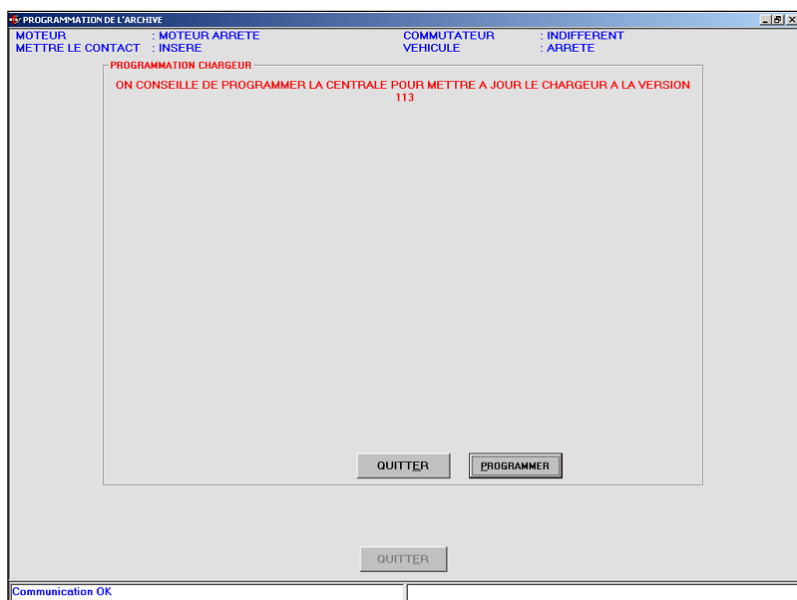 PROGRAMMATION DE L'ARCHIVE
MOTEUR : MOTEUR ARRETE COMMUTATEUR : INDIFFERENT
METTRE LE CONTACT : INSERE VEHICULE : ARRETE
PROGRAMMATION CHARGEUR
ON CONSEILLE DE PROGRAMMER LA CENTRALE POUR METTRE A JOUR LE CHARGEUR A LA VERSION
113
QUITTER PROGRAMMER
QUITTER
Communication OK